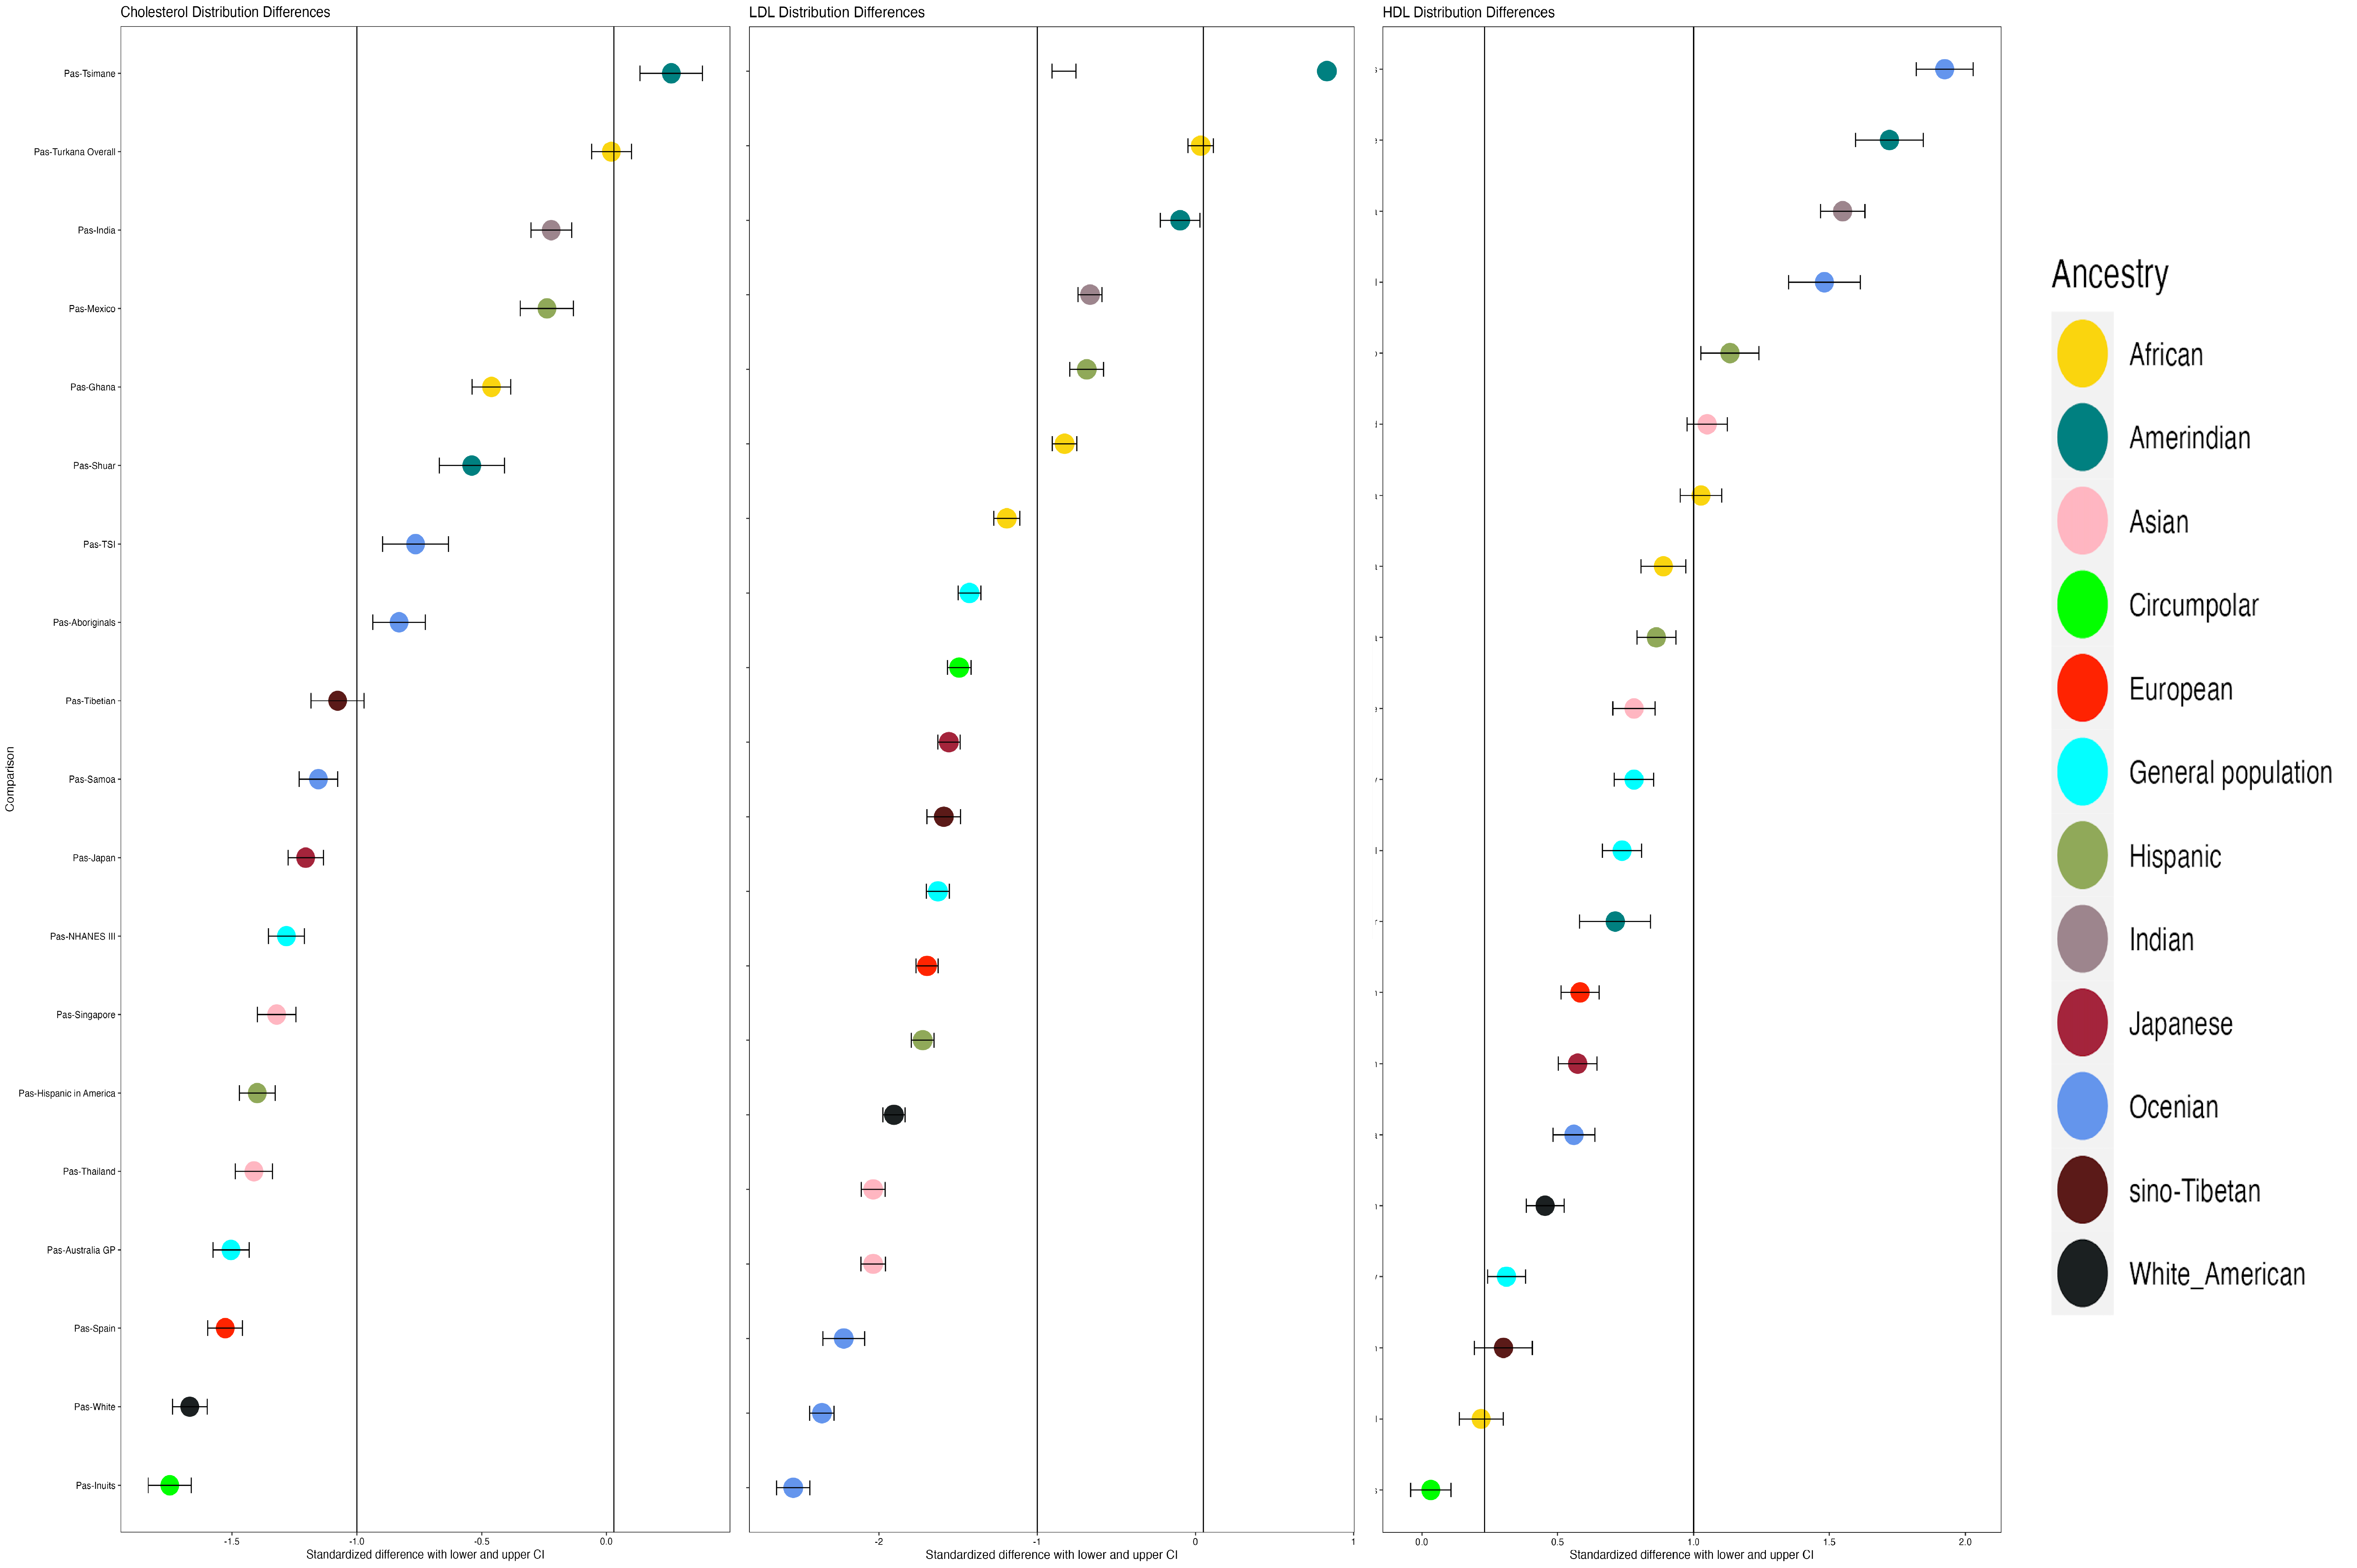 Cholesterol Distribution Differences
LDL Distribution Differences
HDL Distribution Differences
Comparison
Pas-Tsimane
Pas-Turkana Overall
Pas-India
Pas-Mexico
Pas-Ghana
Pas-Shuar
Pas-TSI
Pas-Aboriginals
Pas-Tibetian
Pas-Samoa
Pas-Japan
Pas-NHANES III
Pas-Singapore
Pas-Hispanic in America
Pas-Thailand
Pas-Australia GP
Pas-Spain
Pas-White
Pas-Inuits
-1.5 -1.0 -0.5 0.0
Standardized difference with lower and upper CI
-2 -1 0 1
Standardized difference with lower and upper CI
0.0 0.5 1.0 1.5 2.0
Standardized difference with lower and upper CI
Ancestry
African
Amerindian
Asian
Circumpolar
European
General population
Hispanic
Indian
Japanese
Ocenian
sino-Tibetan
White_American